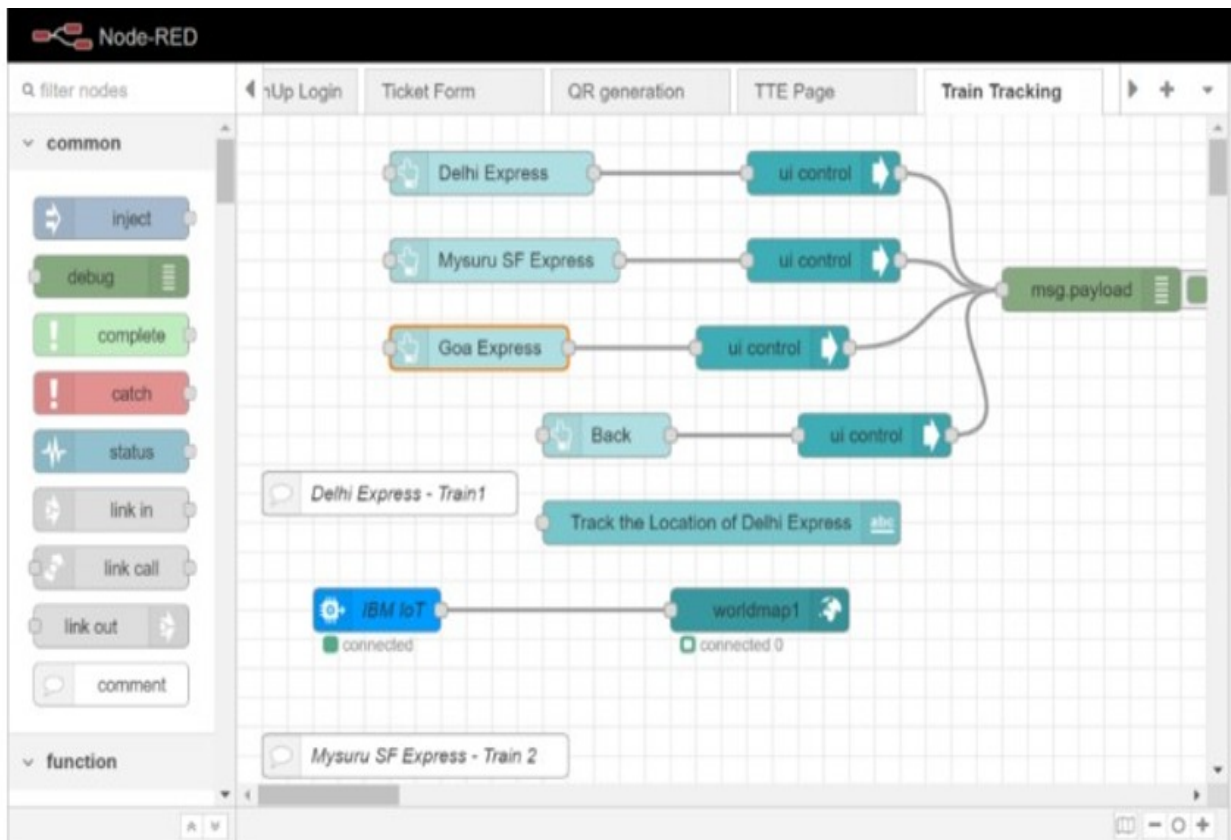 Node-RED
filter nodes
nUp Login
Ticket Form
QR generation
TTE Page
Train Tracking
common
inject
debug
complete
catch
status
link in
link call
link out
comment
function
Delhi Express
ui control
Mysuru SF Express
ui control
msg.payload
Goa Express
ui control
Back
ui control
Delhi Express - Train1
Track the Location of Delhi Express
abc
IBM IoT
connected
worldmap1
connected 0
Mysuru SF Express - Train 2